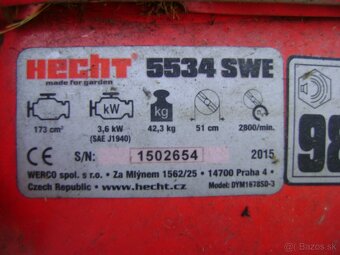 HECHT 5534 SWE
made for garden
kW kg
173 cm² 3,6 kW 42,3 kg 51 cm 2800/min.
(SAE J1940)
98
CE S/N: 1502654 2015
WERCO spol. s r.o. • Za Mlýnem 1562/25 • 14700 Praha 4 •
Czech Republic • www.hecht.cz Model: DYM1678SD-3
bazos.sk